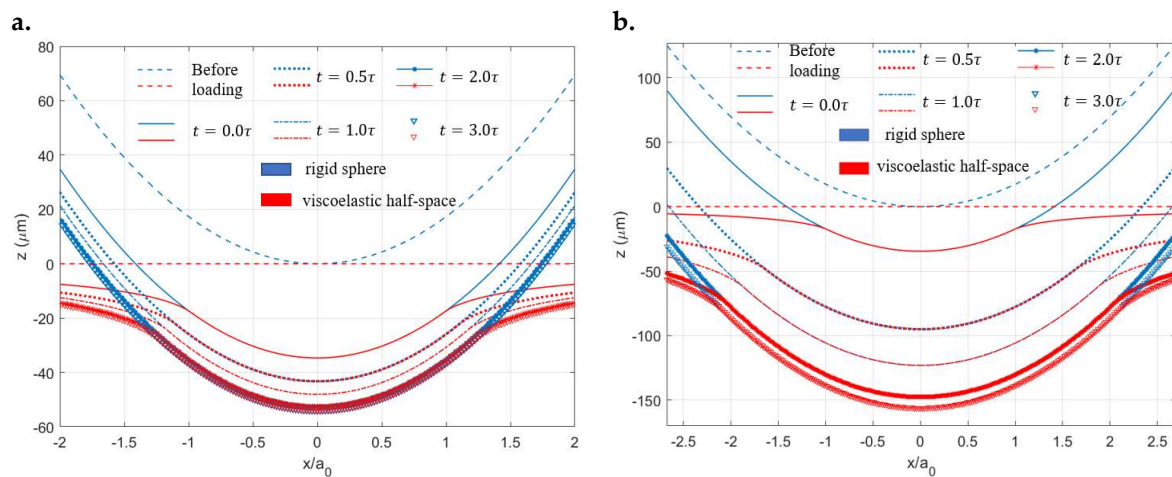 a.
80
60
40
20
0
-20
-40
-60
z (μm)
-2 -1.5 -1 -0.5 0 0.5 1 1.5 2
x/a0
Before
loading
t = 0.0τ
t = 0.5τ
t = 1.0τ
t = 2.0τ
t = 3.0τ
rigid sphere
viscoelastic half-space
b.
100
50
0
-50
-100
-150
z (μm)
-2.5 -2 -1.5 -1 -0.5 0 0.5 1 1.5 2 2.5
x/a0
Before
loading
t = 0.0τ
t = 0.5τ
t = 1.0τ
t = 2.0τ
t = 3.0τ
rigid sphere
viscoelastic half-space